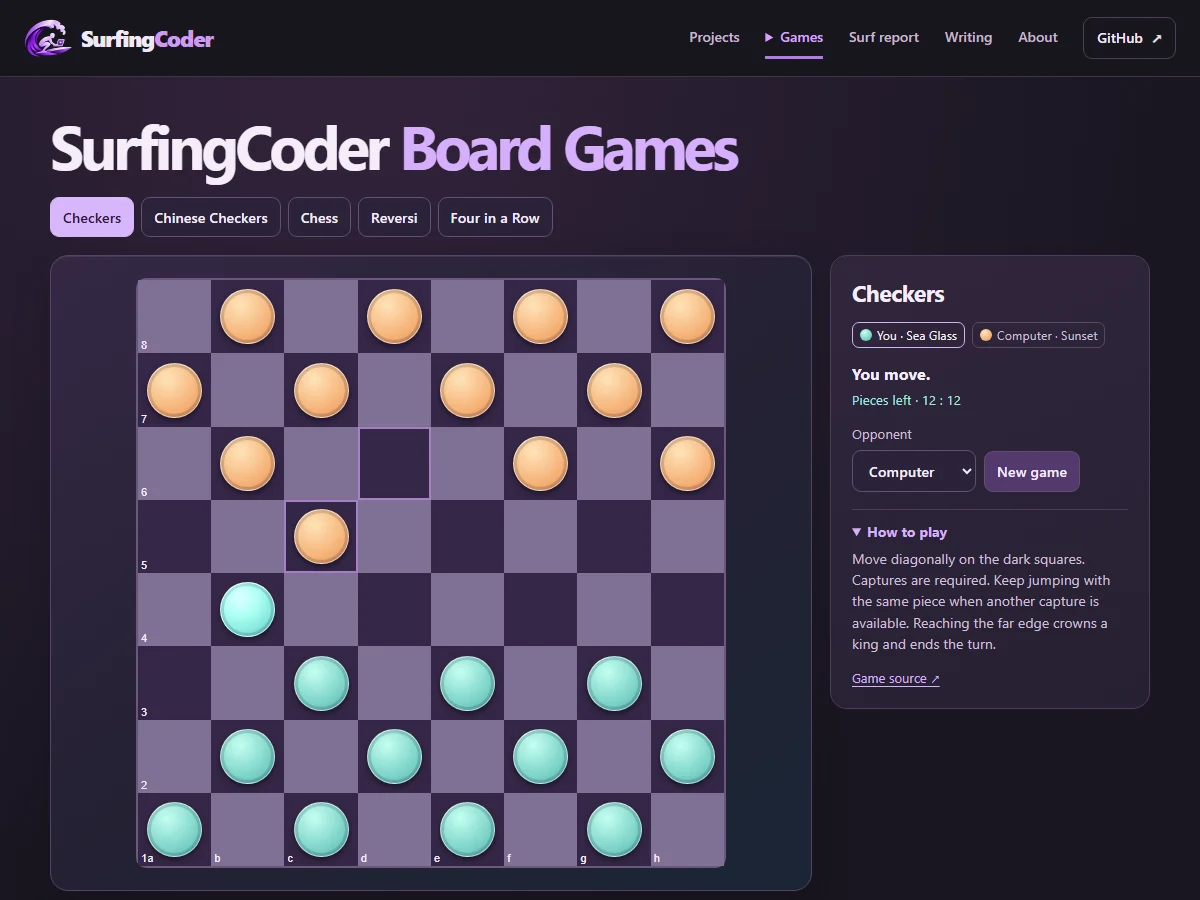 SurfingCoder
Projects
▶ Games
Surf report
Writing
About
GitHub ↗
SurfingCoder Board Games
Checkers
Chinese Checkers
Chess
Reversi
Four in a Row
8
7
6
5
4
3
2
1a b c d e f g h
Checkers
You · Sea Glass
Computer · Sunset
You move.
Pieces left · 12 : 12
Opponent
Computer
New game
▼ How to play
Move diagonally on the dark squares.
Captures are required. Keep jumping with
the same piece when another capture is
available. Reaching the far edge crowns a
king and ends the turn.
Game source ↗